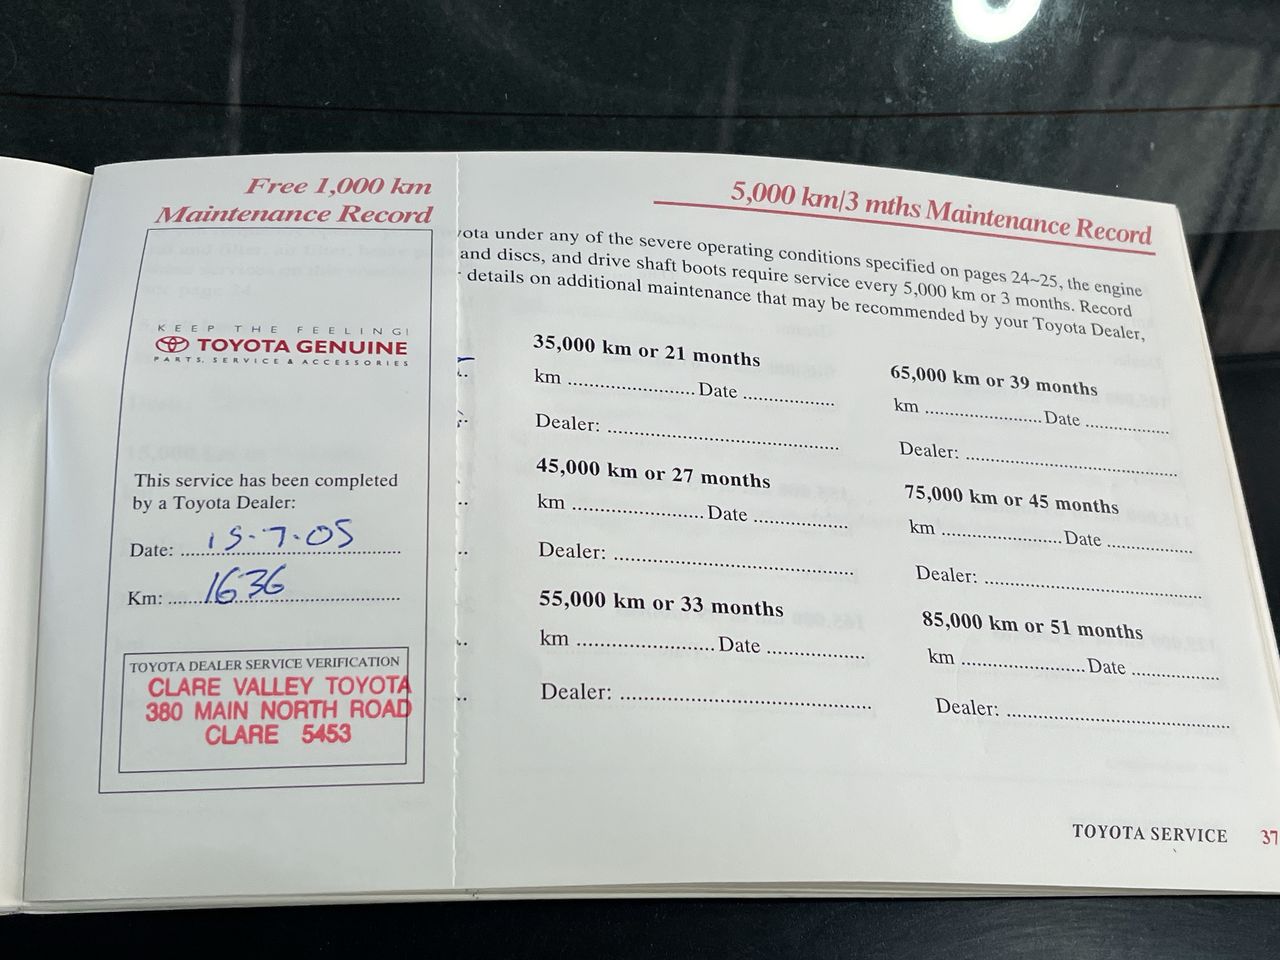 Free 1,000 km
Maintenance Record
KEEP THE FEELING!
TOYOTA GENUINE
PARTS, SERVICE & ACCESSORIES
This service has been completed
by a Toyota Dealer:
Date: 15.7.05
Km: 1636
TOYOTA DEALER SERVICE VERIFICATION
CLARE VALLEY TOYOTA
380 MAIN NORTH ROAD
CLARE 5453
5,000 km/3 mths Maintenance Record
under any of the severe operating conditions specified on pages 24~25, the engine
and discs, and drive shaft boots require service every 5,000 km or 3 months. Record
details on additional maintenance that may be recommended by your Toyota Dealer,
35,000 km or 21 months
km ...................... Date ................
Dealer: ........................................
45,000 km or 27 months
km ....................... Date ................
Dealer: .........................................
55,000 km or 33 months
km ........................ Date .................
Dealer: ...........................................
65,000 km or 39 months
km .................... Date ...............
Dealer: .....................................
75,000 km or 45 months
km ..................... Date ................
Dealer: .....................................
85,000 km or 51 months
km ..................... Date ...............
Dealer: ......................................
TOYOTA SERVICE 37